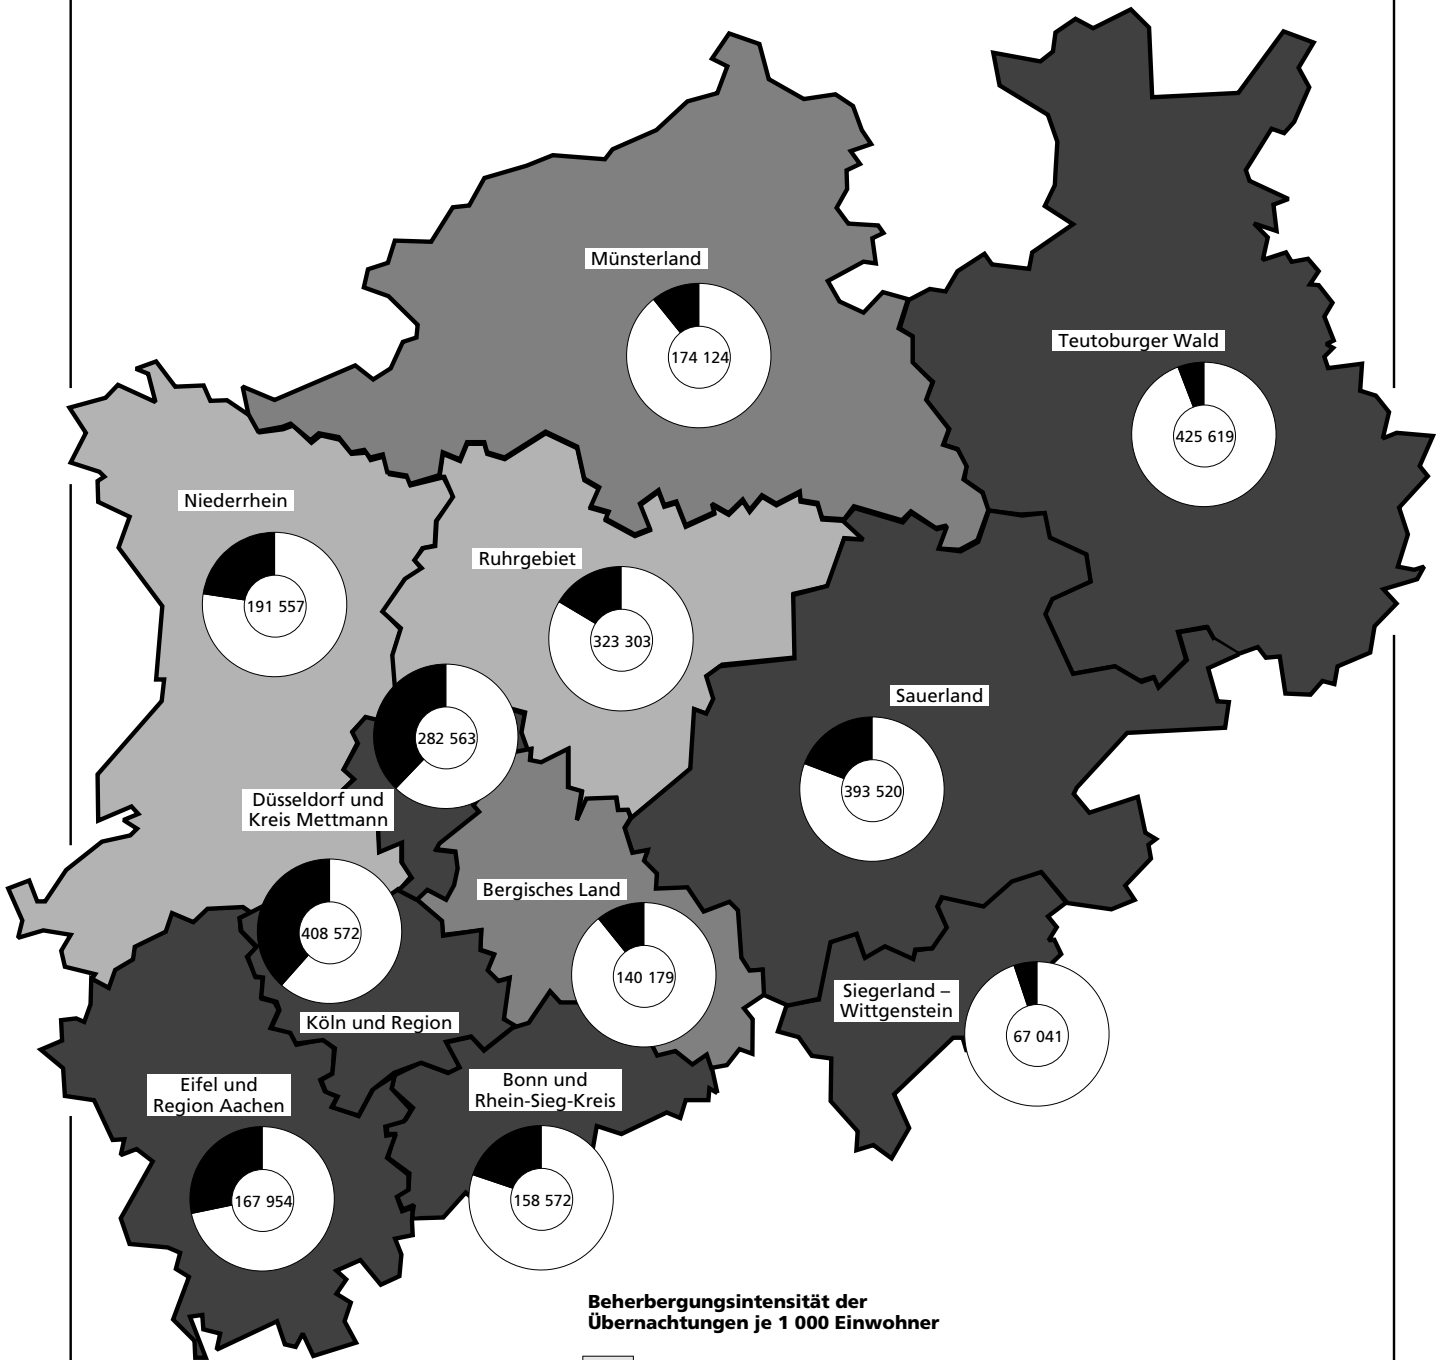 Münsterland
174 124
Teutoburger Wald
425 619
Niederrhein
191 557
Ruhrgebiet
323 303
Sauerland
393 520
282 563
Düsseldorf und
Kreis Mettmann
408 572
Köln und Region
Bergisches Land
140 179
Siegerland –
Wittgenstein
67 041
Eifel und
Region Aachen
167 954
Bonn und
Rhein-Sieg-Kreis
158 572
Beherbergungsintensität der
Übernachtungen je 1 000 Einwohner